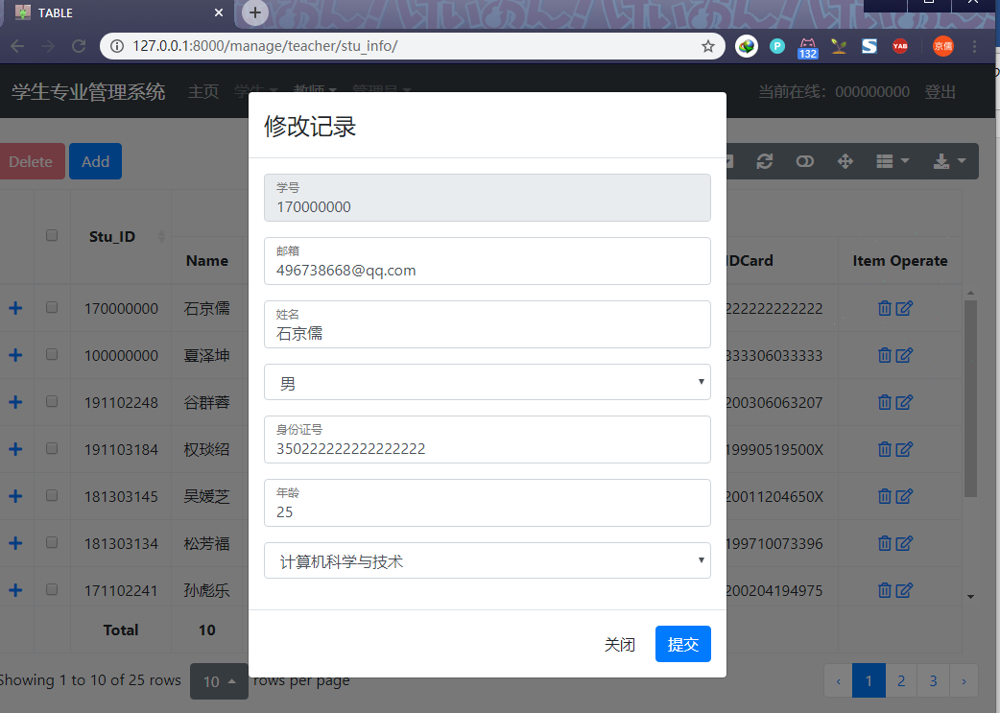 TABLE
127.0.0.1:8000/manage/teacher/stu_info/
P
132
S
YAB
京儒
学生专业管理系统 主页 学生 教师 管理员 当前在线：000000000 登出
修改记录
Delete Add
学号
170000000
邮箱
496738668@qq.com
姓名
石京儒
男
身份证号
350222222222222222
年龄
25
计算机科学与技术
关闭 提交
Stu_ID
Name IDCard Item Operate
170000000 石京儒 222222222222
100000000 夏泽坤 333306033333
191102248 谷群蓉 200306063207
191103184 权琰绍 19990519500X
181303145 吴媛芝 20011204650X
181303134 松芳福 199710073396
171102241 孙彪乐 200204194975
Total 10
Showing 1 to 10 of 25 rows 10 rows per page
‹ 1 2 3 ›